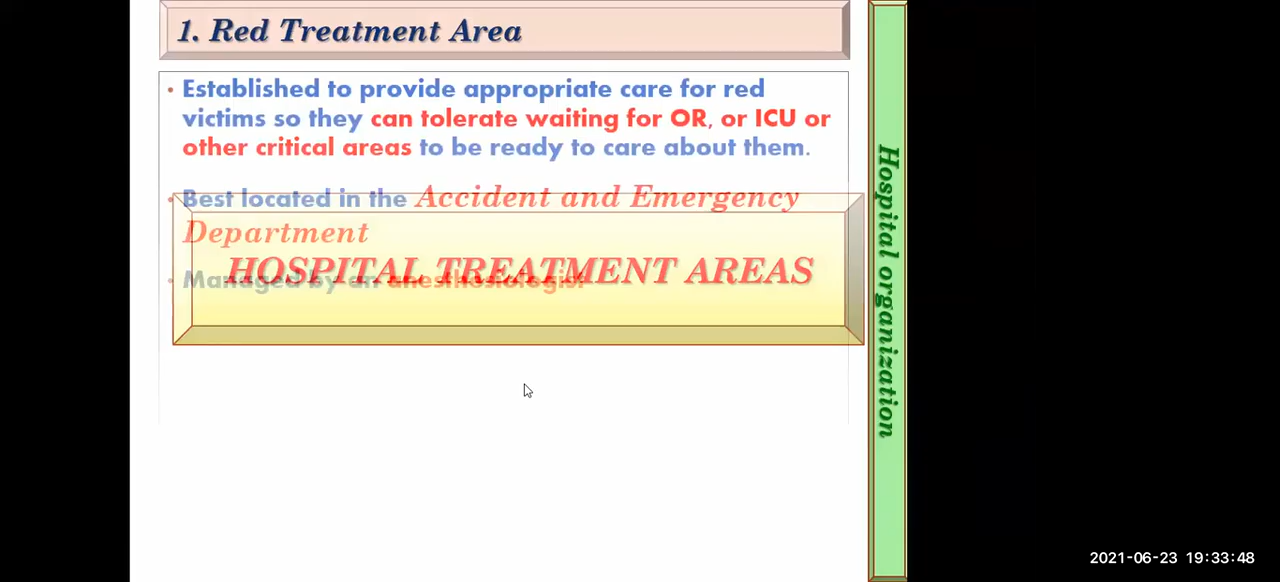 1. Red Treatment Area
• Established to provide appropriate care for red
victims so they can tolerate waiting for OR, or ICU or
other critical areas to be ready to care about them.
• Best located in the Accident and Emergency
Department
HOSPITAL TREATMENT AREAS
• Managed by an anesthesiologist
Hospital organization
2021-06-23 19:33:48